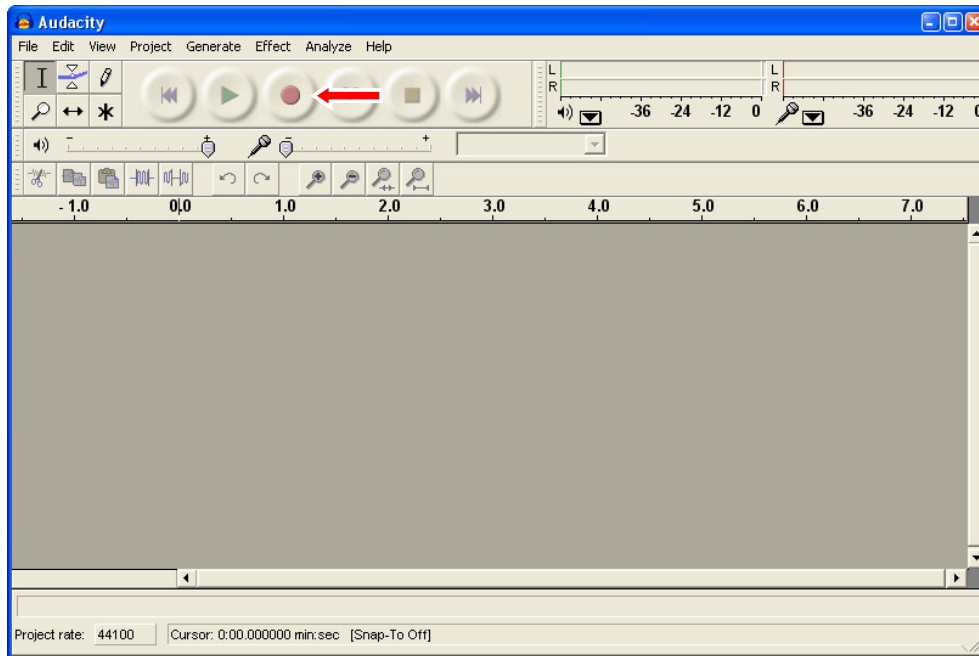 Audacity
File Edit View Project Generate Effect Analyze Help
L
R
-36 -24 -12 0
L
R
-36 -24 -12 0
- +
- +
- 1.0 0.0 1.0 2.0 3.0 4.0 5.0 6.0 7.0
Project rate: 44100 Cursor: 0:00.000000 min:sec [Snap-To Off]